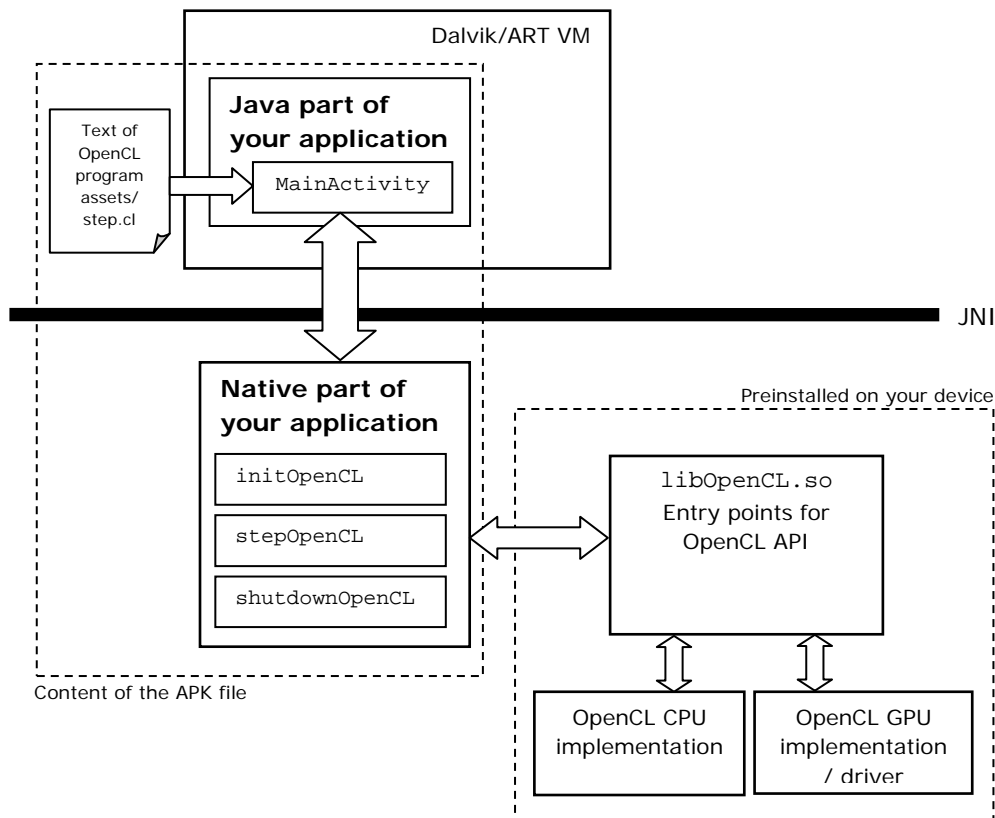 Dalvik/ART VM
Java part of
your application
Text of
OpenCL
program
assets/
step.cl
MainActivity
JNI
Native part of
your application
initOpenCL
stepOpenCL
shutdownOpenCL
Content of the APK file
Preinstalled on your device
libOpenCL.so
Entry points for
OpenCL API
OpenCL CPU
implementation
OpenCL GPU
implementation
/ driver